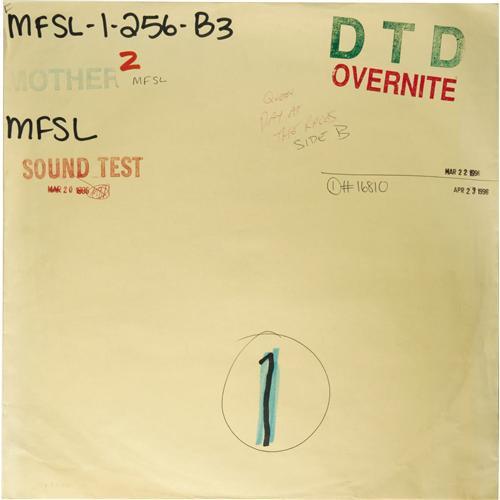 MFSL-1-256-B3
MOTHER 2 MFSL
MFSL
SOUND TEST
MAR 20 1996
DTD
OVERNITE
QUEEN
DAY AT
THE RACES
SIDE B
MAR 22 1996
1 #16810
APR 23 1996
1